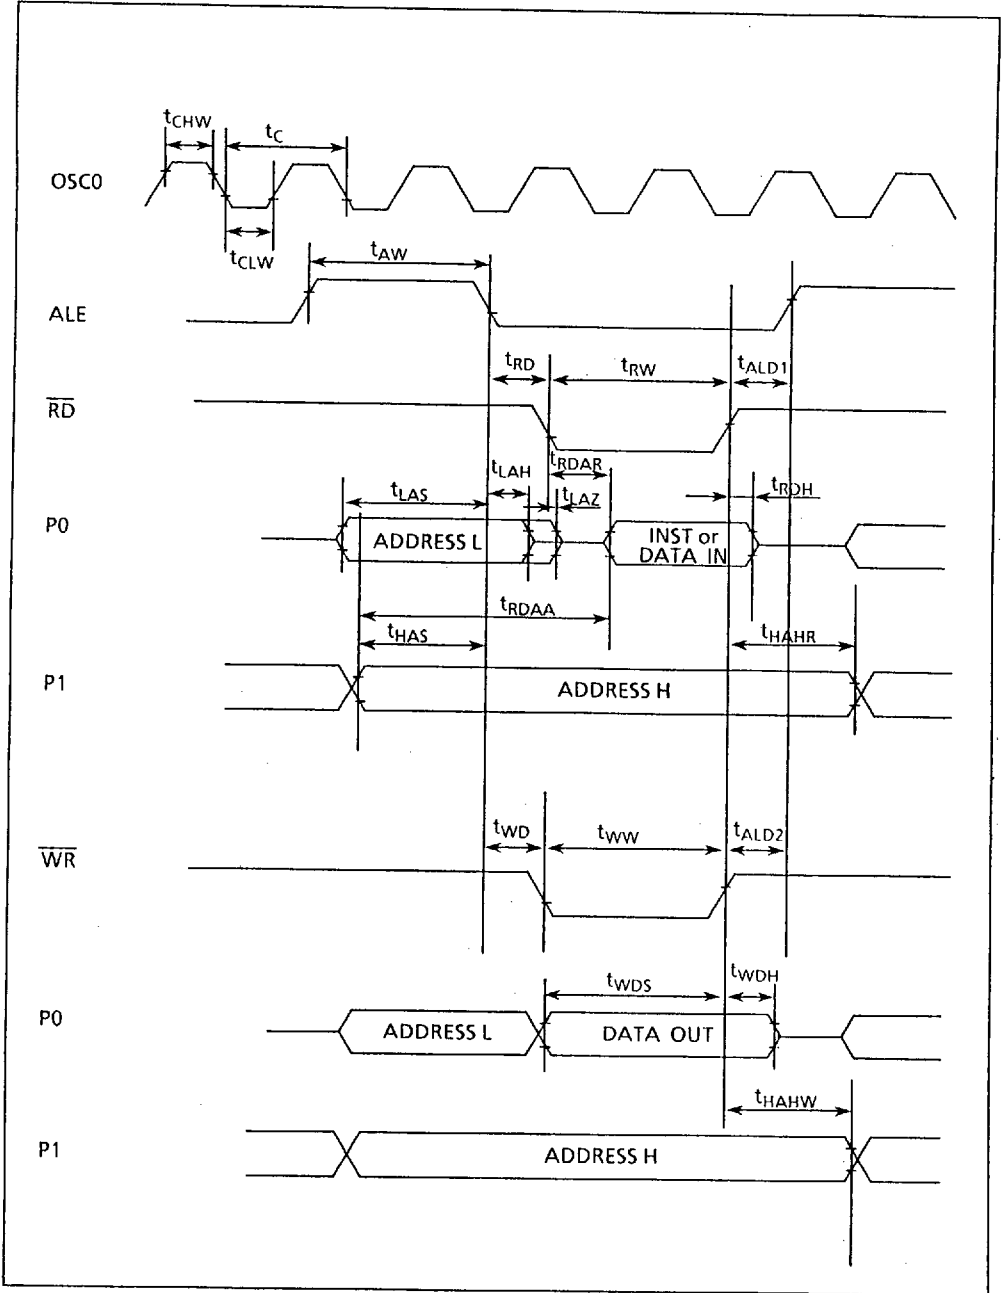 tCHW
tC
OSC0
tCLW
tAW
ALE
tRD
tRW
tALD1
RD
tRDAR
tLAH
tLAS
tLAZ
tRDH
P0
ADDRESS L
INST or
DATA IN
tRDAA
tHAS
tHAHR
P1
ADDRESS H
tWD
tWW
tALD2
WR
tWDS
tWDH
P0
ADDRESS L
DATA OUT
tHAHW
P1
ADDRESS H